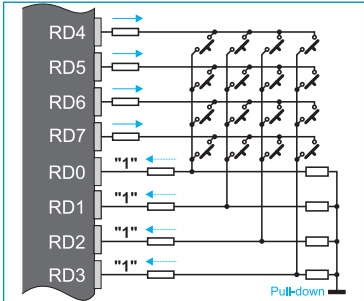 RD4
RD5
RD6
RD7
RD0 "1"
RD1 "1"
RD2 "1"
RD3 "1"
Pull-down